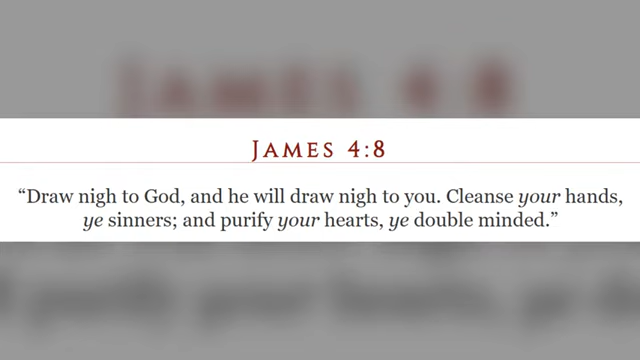 JAMES 4:8
“Draw nigh to God, and he will draw nigh to you. Cleanse your hands,
ye sinners; and purify your hearts, ye double minded.”